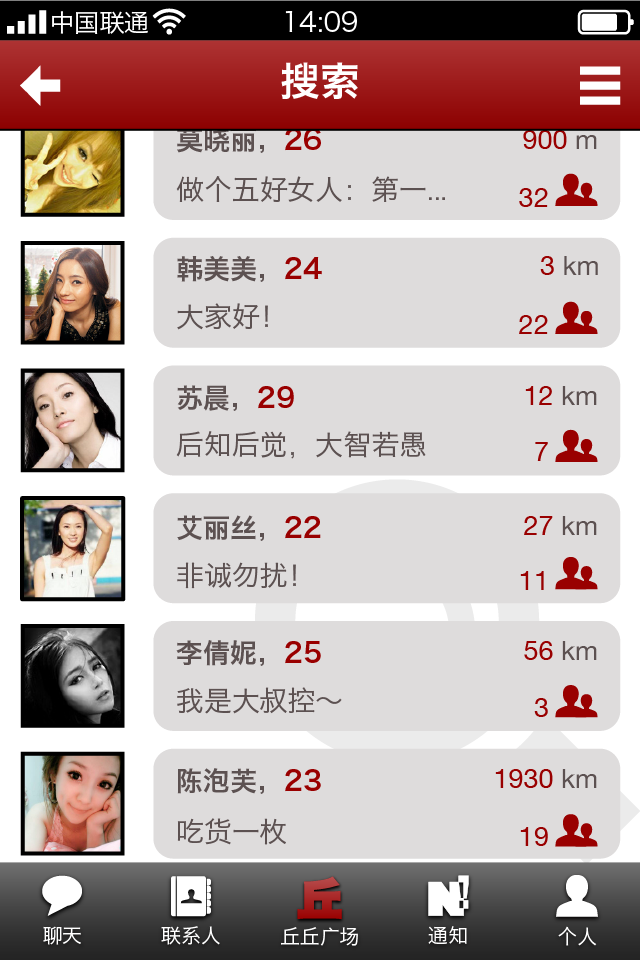 中国联通 14:09
搜索
莫晓丽，26 900 m
做个五好女人：第一... 32
韩美美，24 3 km
大家好！ 22
苏晨，29 12 km
后知后觉，大智若愚 7
艾丽丝，22 27 km
非诚勿扰！ 11
李倩妮，25 56 km
我是大叔控～ 3
陈泡芙，23 1930 km
吃货一枚 19
丘 N!
聊天 联系人 丘丘广场 通知 个人